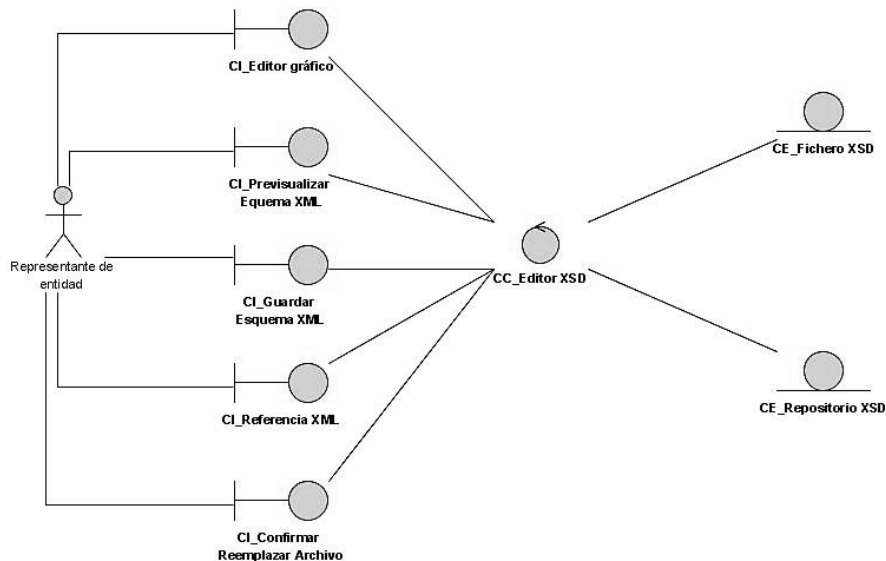 CI_Editor gráfico
CE_Fichero XSD
CI_Previsualizar
Equema XML
Representante de
entidad
CC_Editor XSD
CI_Guardar
Esquema XML
CI_Referencia XML
CE_Repositorio XSD
CI_Confirmar
Reemplazar Archivo